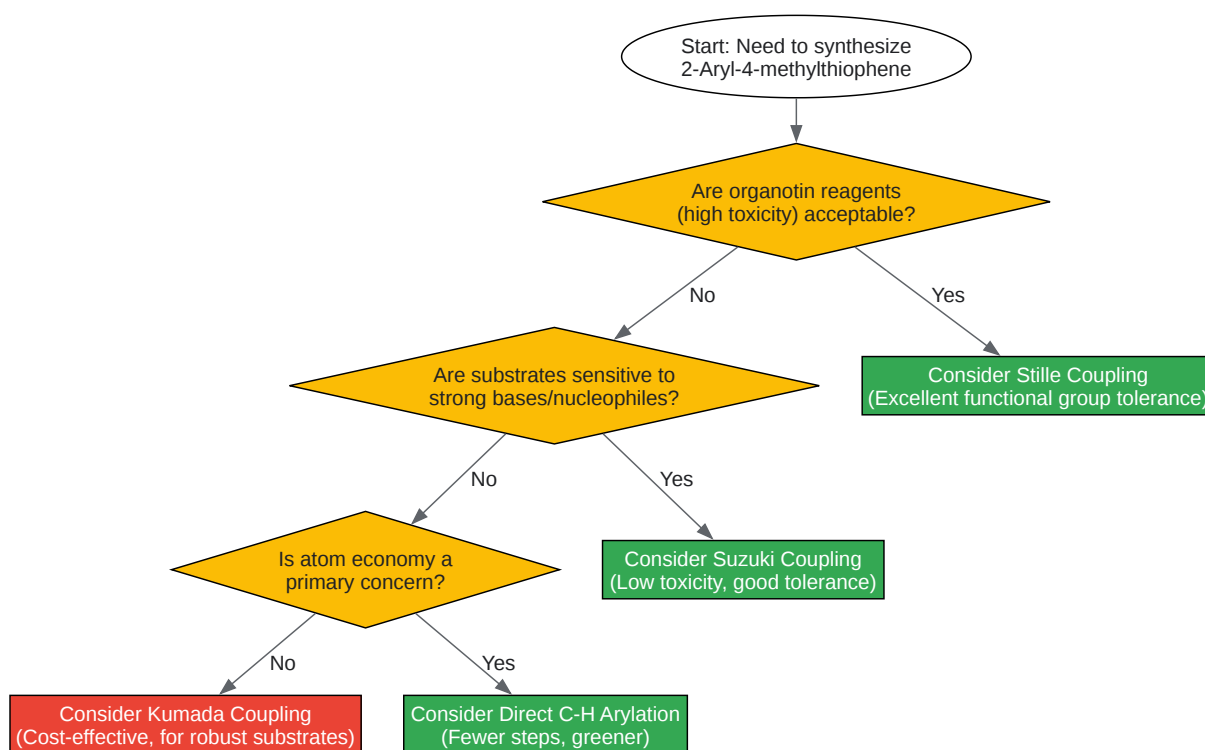 Start: Need to synthesize
2-Aryl-4-methylthiophene
Are organotin reagents
(high toxicity) acceptable?
No
Yes
Are substrates sensitive to
strong bases/nucleophiles?
Consider Stille Coupling
(Excellent functional group tolerance)
No
Yes
Is atom economy a
primary concern?
Consider Suzuki Coupling
(Low toxicity, good tolerance)
No
Yes
Consider Kumada Coupling
(Cost-effective, for robust substrates)
Consider Direct C-H Arylation
(Fewer steps, greener)